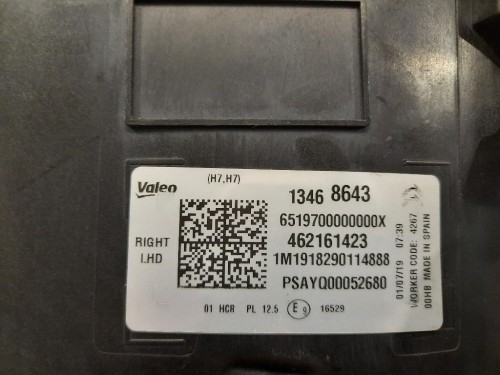 Valeo (H7,H7)
1346 8643
6519700000000X
RIGHT 462161423
LHD 1M1918290114888
PSAYQ00052680
01 HCR PL 12.5 E9 16529
01/07/19 07:39
WORKER CODE: 4267
00HB MADE IN SPAIN